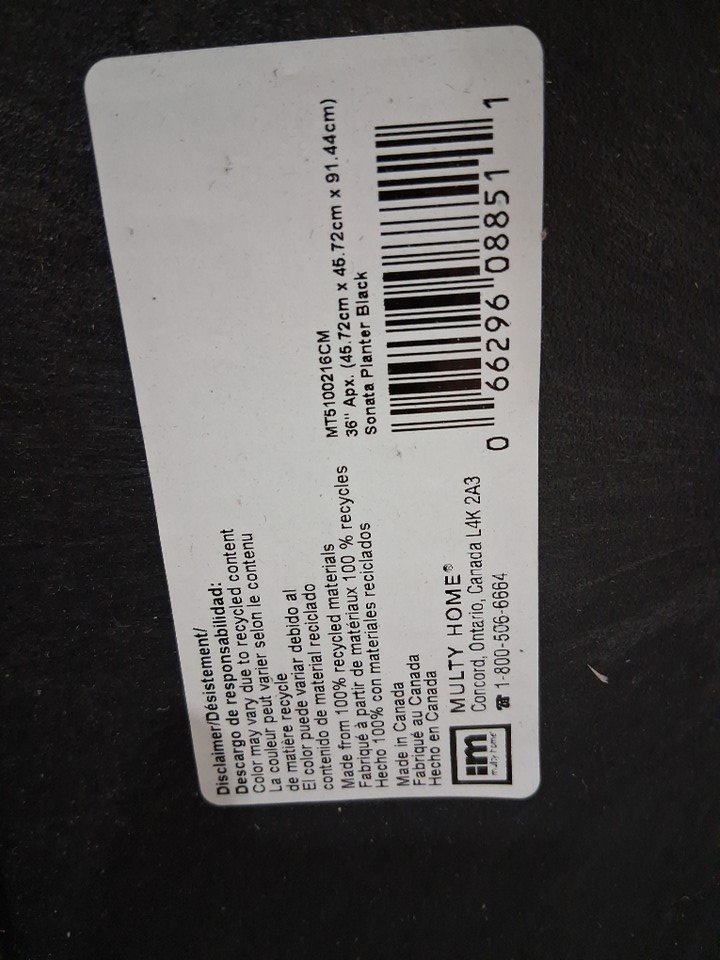 Disclaimer/Désistement/
Descargo de responsabilidad:
Color may vary due to recycled content
La couleur peut varier selon le contenu
de matière recycle
El color puede variar debido al
contenido de material reciclado
Made from 100% recycled materials
Fabriqué à partir de matériaux 100 % recycles
Hecho 100% con materiales reciclados
Made in Canada
Fabriqué au Canada
Hecho en Canada
im
multy home
MULTY HOME®
Concord, Ontario, Canada L4K 2A3
☎ 1-800-506-6664
MT5100216CM
36" Apx. (45.72cm x 45.72cm x 91.44cm)
Sonata Planter Black
0 66296 08851 1